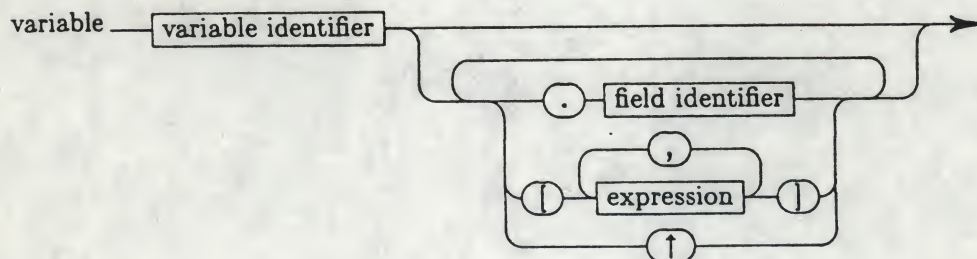 variable variable identifier
. field identifier
,
[ expression ]
↑